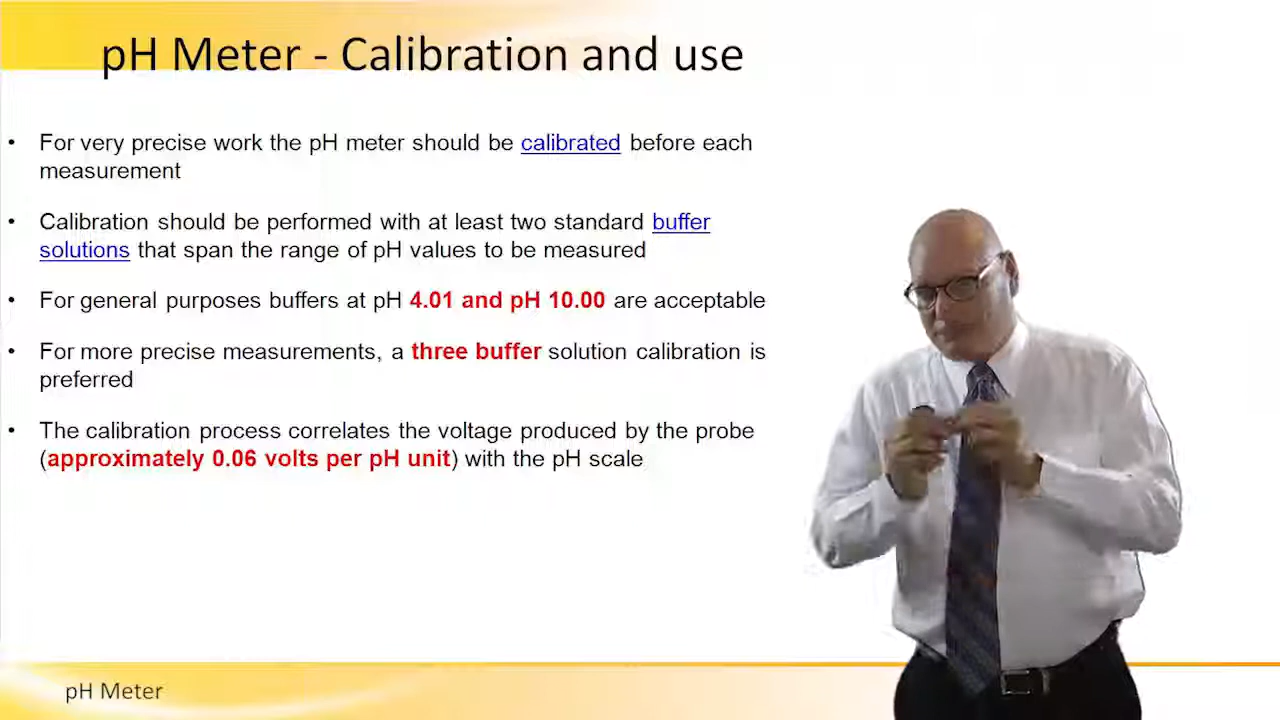 pH Meter - Calibration and use
• For very precise work the pH meter should be calibrated before each
measurement
• Calibration should be performed with at least two standard buffer
solutions that span the range of pH values to be measured
• For general purposes buffers at pH 4.01 and pH 10.00 are acceptable
• For more precise measurements, a three buffer solution calibration is
preferred
• The calibration process correlates the voltage produced by the probe
(approximately 0.06 volts per pH unit) with the pH scale
pH Meter